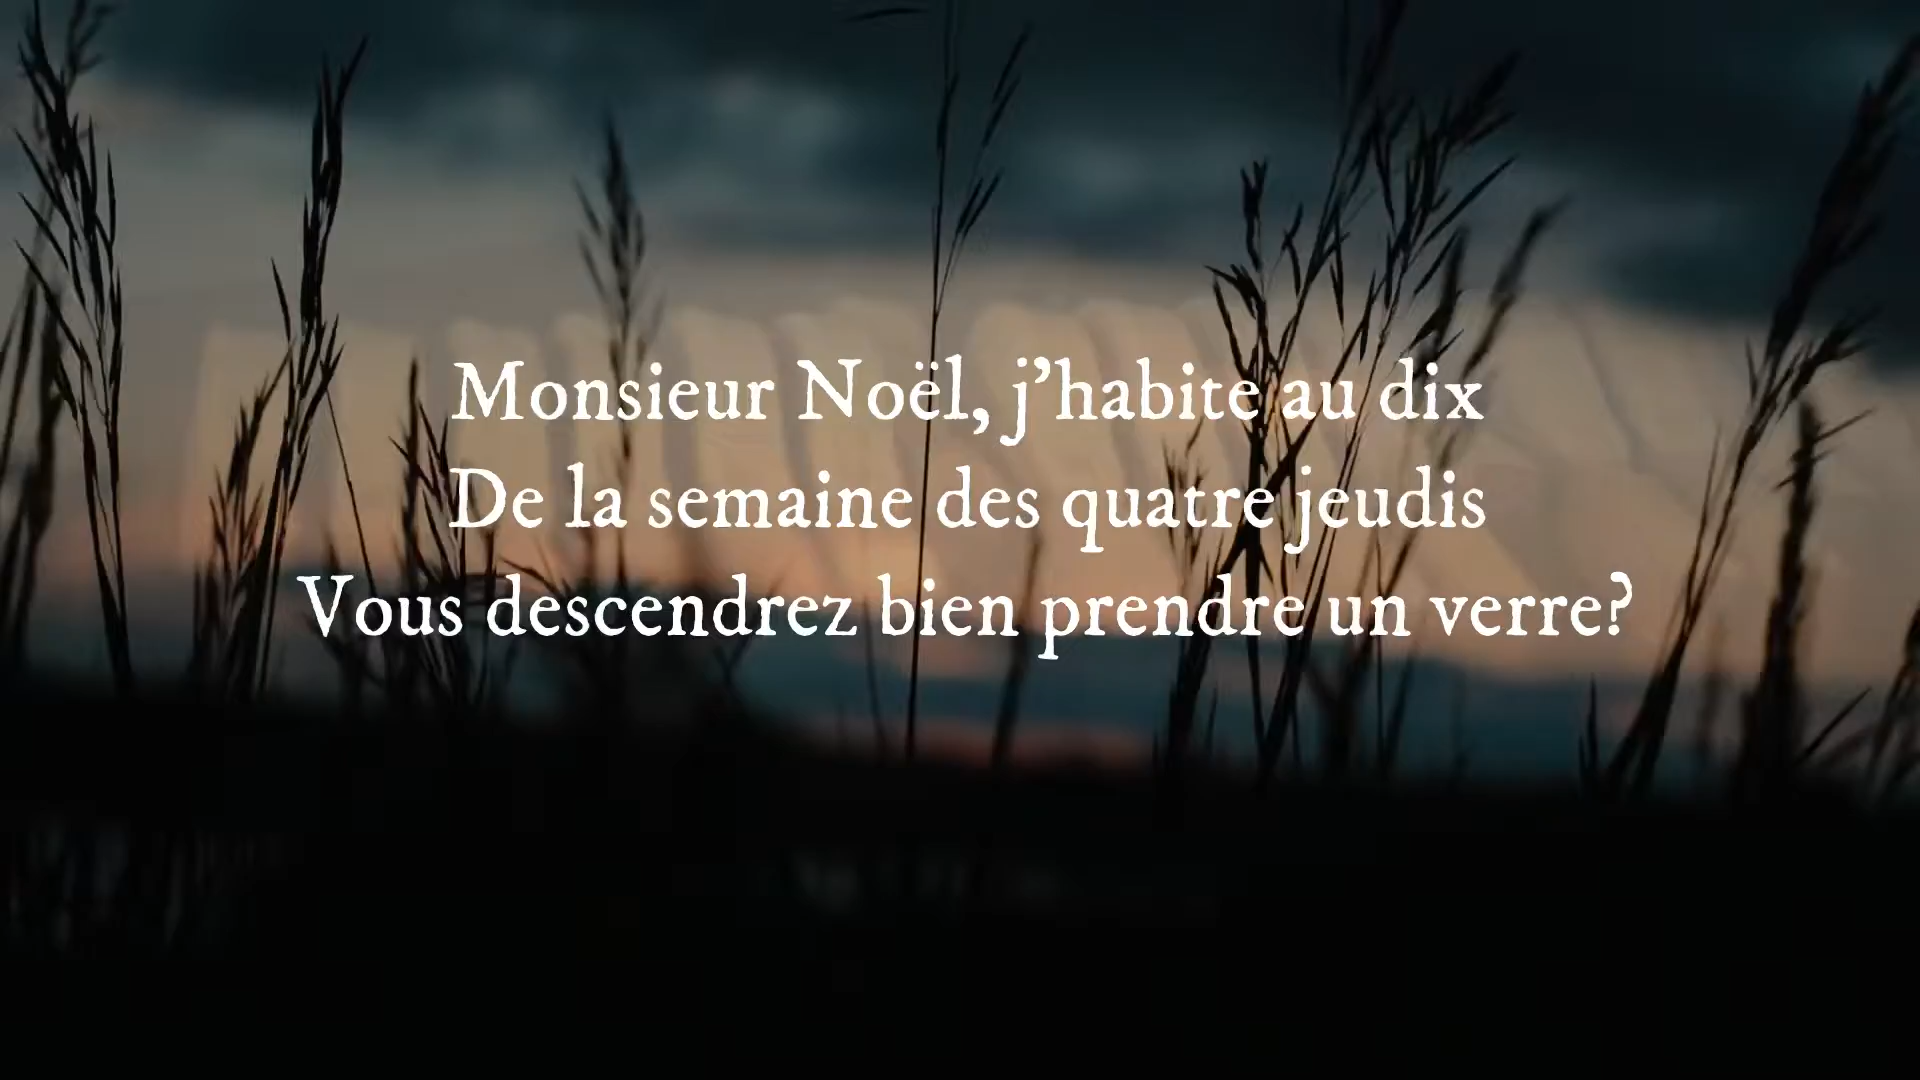 Monsieur Noël, j’habite au dix
De la semaine des quatre jeudis
Vous descendrez bien prendre un verre?